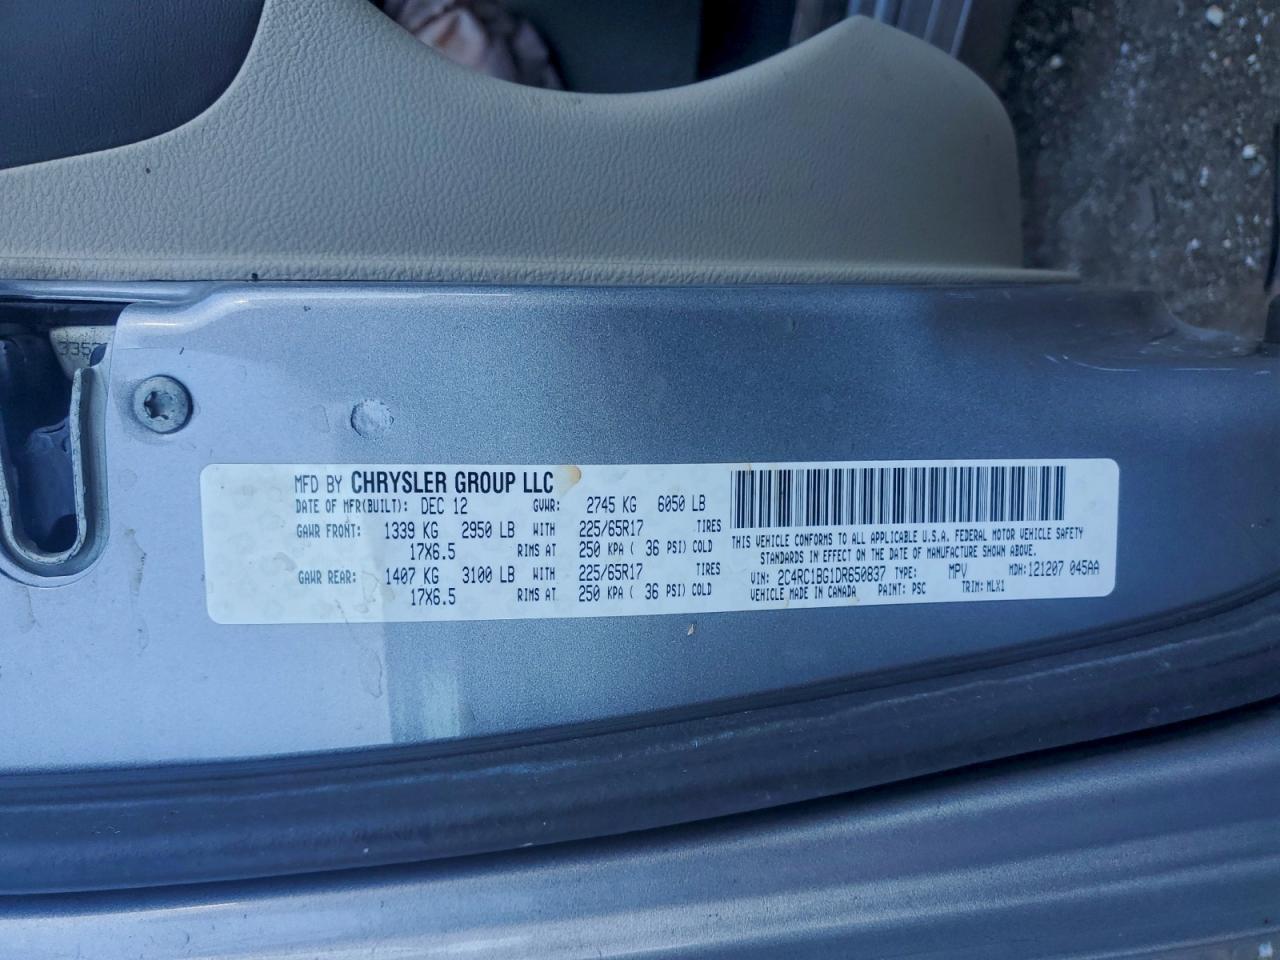 MFD BY CHRYSLER GROUP LLC
DATE OF MFR(BUILT): DEC 12 GVWR: 2745 KG 6050 LB
GAWR FRONT: 1339 KG 2950 LB WITH 225/65R17 TIRES
17X6.5 RIMS AT 250 KPA ( 36 PSI) COLD
GAWR REAR: 1407 KG 3100 LB WITH 225/65R17 TIRES
17X6.5 RIMS AT 250 KPA ( 36 PSI) COLD
THIS VEHICLE CONFORMS TO ALL APPLICABLE U.S.A. FEDERAL MOTOR VEHICLE SAFETY
STANDARDS IN EFFECT ON THE DATE OF MANUFACTURE SHOWN ABOVE.
VIN: 2C4RC1BG1DR650837 TYPE: MPV MDH: 121207 045AA
VEHICLE MADE IN CANADA PAINT: PSC TRIM: MLX1